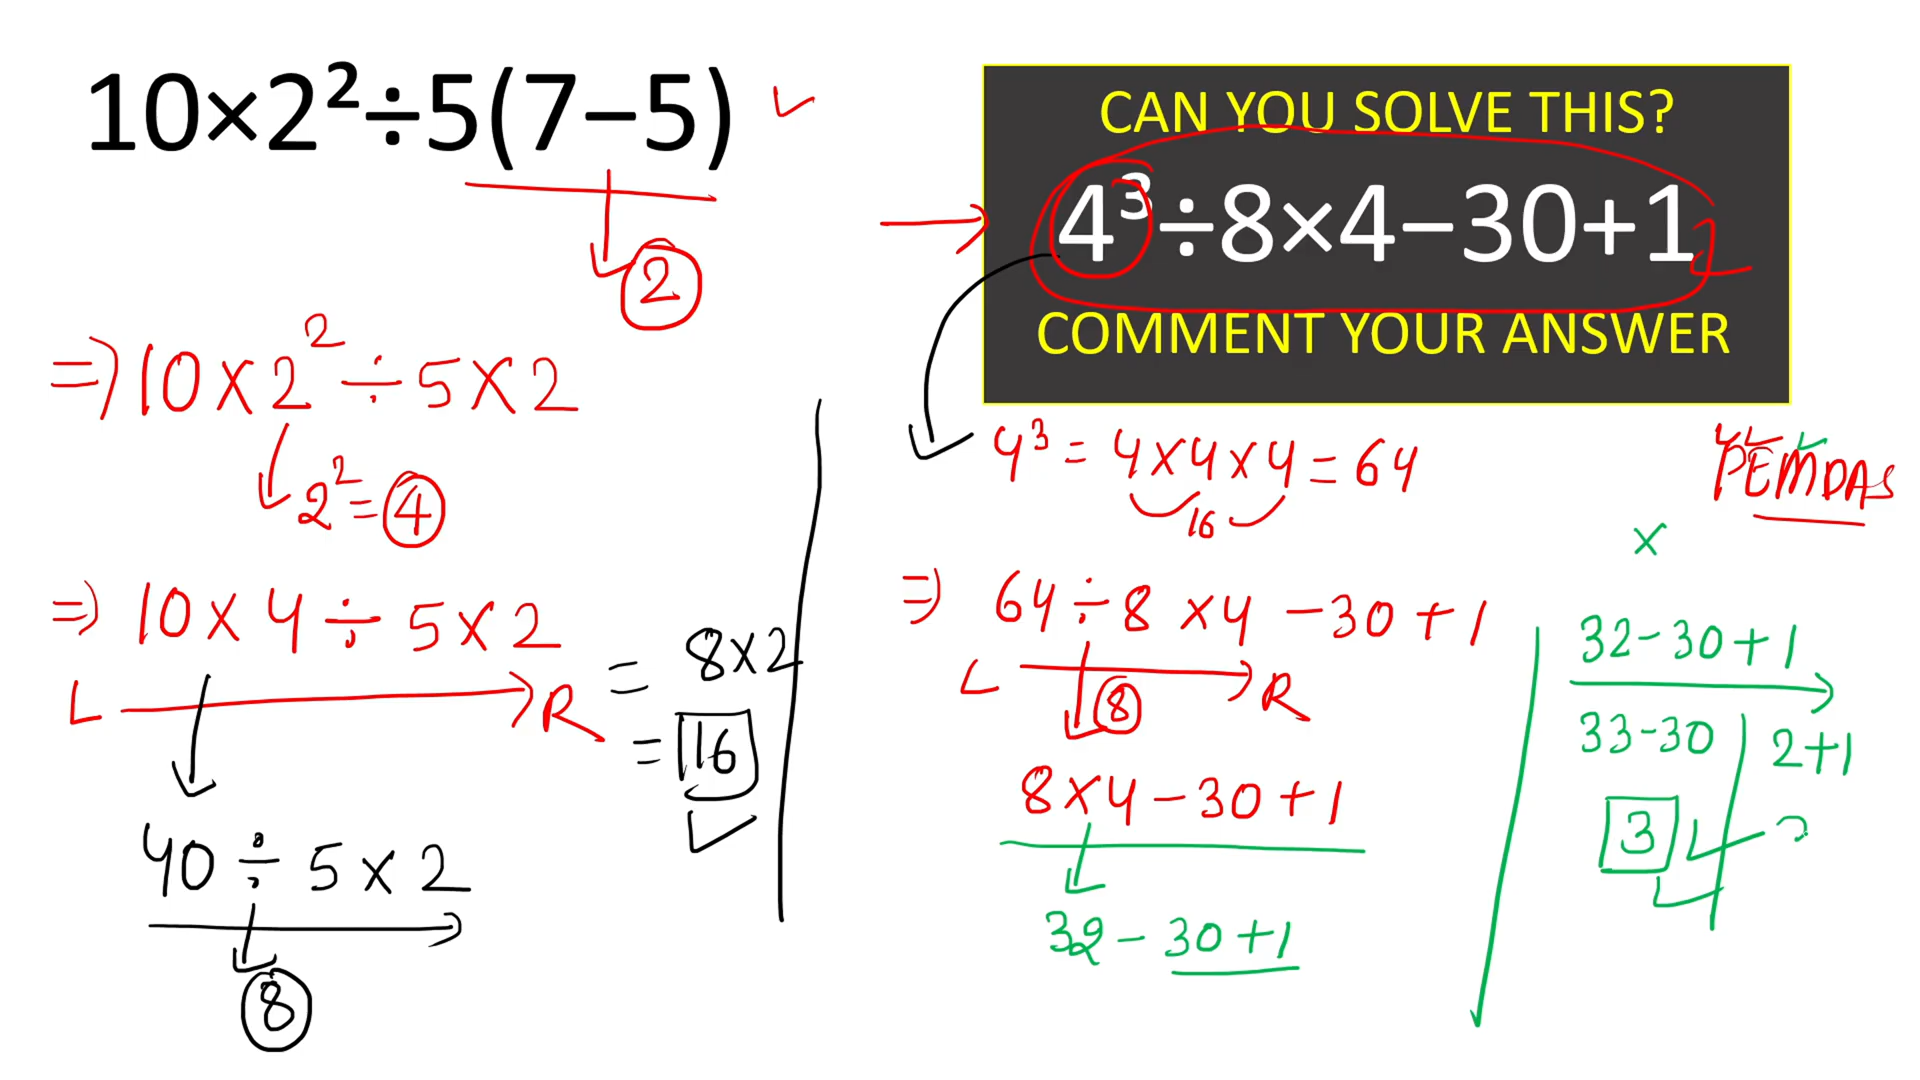 10×2²÷5(7−5)
2
=> 10 × 2² ÷ 5 × 2
2² = 4
=> 10 × 4 ÷ 5 × 2
L R
= 8×2
= 16
40 ÷ 5 × 2
8
CAN YOU SOLVE THIS?
4³÷8×4−30+1
COMMENT YOUR ANSWER
4³ = 4×4×4 = 64
16
PEMDAS
×
=> 64 ÷ 8 × 4 − 30 + 1
L 8 R
8×4 − 30 + 1
32 − 30 + 1
32 − 30 + 1
33 − 30
3
2 + 1